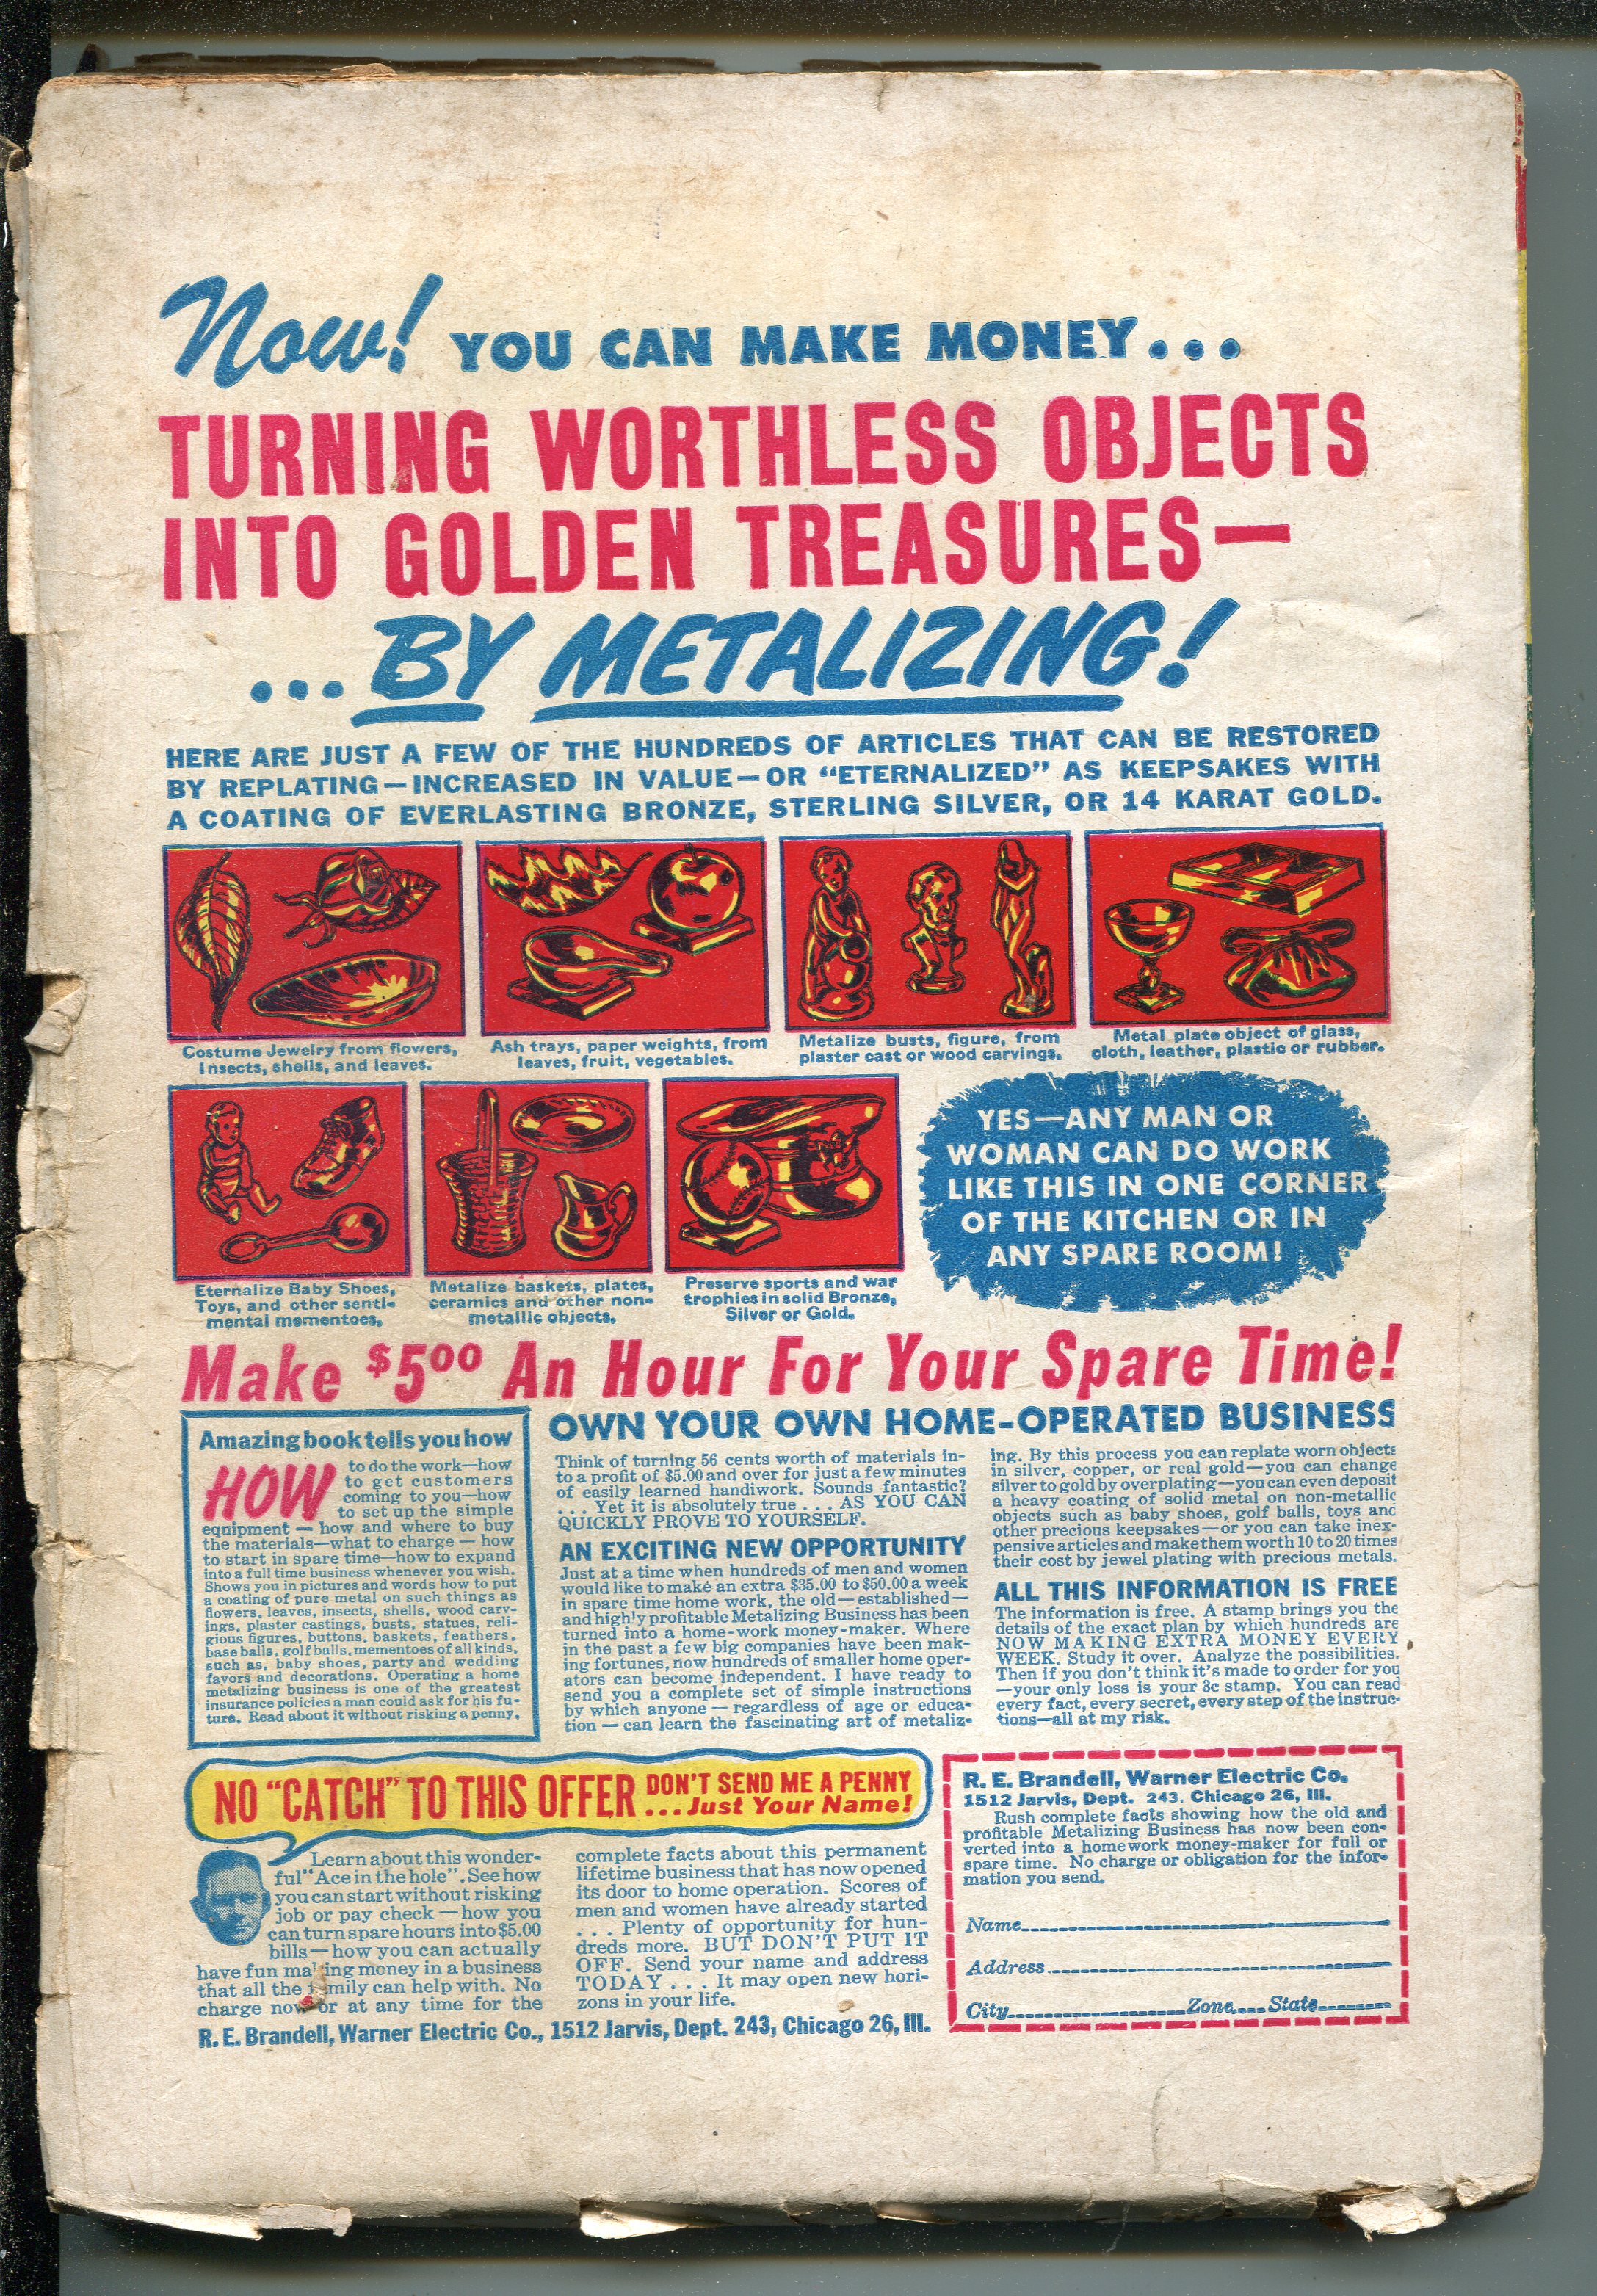 Now! YOU CAN MAKE MONEY...
TURNING WORTHLESS OBJECTS
INTO GOLDEN TREASURES—
...BY METALIZING!
HERE ARE JUST A FEW OF THE HUNDREDS OF ARTICLES THAT CAN BE RESTORED
BY REPLATING—INCREASED IN VALUE—OR “ETERNALIZED” AS KEEPSAKES WITH
A COATING OF EVERLASTING BRONZE, STERLING SILVER, OR 14 KARAT GOLD.
Costume Jewelry from flowers,
insects, shells, and leaves.
Ash trays, paper weights, from
leaves, fruit, vegetables.
Metalize busts, figure, from
plaster cast or wood carvings.
Metal plate object of glass,
cloth, leather, plastic or rubber.
Eternalize Baby Shoes,
Toys, and other senti-
mental mementoes.
Metalize baskets, plates,
ceramics and other non-
metallic objects.
Preserve sports and war
trophies in solid Bronze,
Silver or Gold.
YES—ANY MAN OR
WOMAN CAN DO WORK
LIKE THIS IN ONE CORNER
OF THE KITCHEN OR IN
ANY SPARE ROOM!
Make $5.00 An Hour For Your Spare Time!
Amazing book tells you how
HOW to do the work—how
to get customers
coming to you—how
to set up the simple
equipment — how and where to buy
the materials—what to charge — how
to start in spare time—how to expand
into a full time business whenever you wish.
Shows you in pictures and words how to put
a coating of pure metal on such things as
flowers, leaves, insects, shells, wood carv-
ings, plaster castings, busts, statues, reli-
gious figures, buttons, baskets, feathers,
base balls, golf balls, mementoes of all kinds,
such as, baby shoes, party and wedding
favors and decorations. Operating a home
metalizing business is one of the greatest
insurance policies a man could ask for his fu-
ture. Read about it without risking a penny.
OWN YOUR OWN HOME-OPERATED BUSINESS
Think of turning 56 cents worth of materials in-
to a profit of $5.00 and over for just a few minutes
of easily learned handiwork. Sounds fantastic?
. . . Yet it is absolutely true . . . AS YOU CAN
QUICKLY PROVE TO YOURSELF.
AN EXCITING NEW OPPORTUNITY
Just at a time when hundreds of men and women
would like to make an extra $35.00 to $50.00 a week
in spare time home work, the old—established—
and highly profitable Metalizing Business has been
turned into a home-work money-maker. Where
in the past a few big companies have been mak-
ing fortunes, now hundreds of smaller home oper-
ators can become independent. I have ready to
send you a complete set of simple instructions
by which anyone — regardless of age or educa-
tion — can learn the fascinating art of metaliz-
ing. By this process you can replate worn objects
in silver, copper, or real gold—you can change
silver to gold by overplating—you can even deposit
a heavy coating of solid metal on non-metallic
objects such as baby shoes, golf balls, toys and
other precious keepsakes—or you can take inex-
pensive articles and make them worth 10 to 20 times
their cost by jewel plating with precious metals.
ALL THIS INFORMATION IS FREE
The information is free. A stamp brings you the
details of the exact plan by which hundreds are
NOW MAKING EXTRA MONEY EVERY
WEEK. Study it over. Analyze the possibilities.
Then if you don't think it's made to order for you
—your only loss is your 3c stamp. You can read
every fact, every secret, every step of the instruc-
tions—all at my risk.
NO “CATCH” TO THIS OFFER DON'T SEND ME A PENNY
...Just Your Name!
Learn about this wonder-
ful “Ace in the hole”. See how
you can start without risking
job or pay check — how you
can turn spare hours into $5.00
bills — how you can actually
have fun making money in a business
that all the family can help with. No
charge now or at any time for the
complete facts about this permanent
lifetime business that has now opened
its door to home operation. Scores of
men and women have already started
. . . Plenty of opportunity for hun-
dreds more. BUT DON'T PUT IT
OFF. Send your name and address
TODAY . . . It may open new hori-
zons in your life.
R. E. Brandell, Warner Electric Co., 1512 Jarvis, Dept. 243, Chicago 26, Ill.
R. E. Brandell, Warner Electric Co.
1512 Jarvis, Dept. 243. Chicago 26, Ill.
Rush complete facts showing how the old and
profitable Metalizing Business has now been con-
verted into a homework money-maker for full or
spare time. No charge or obligation for the infor-
mation you send.
Name
Address
City Zone State